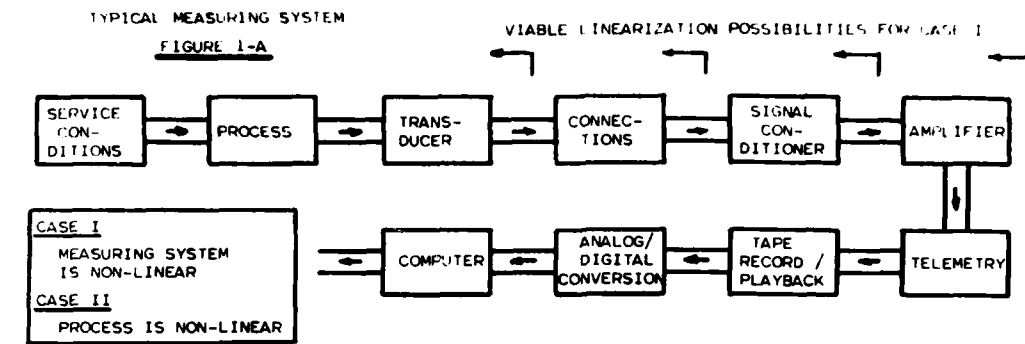 TYPICAL MEASURING SYSTEM
FIGURE 1-A
VIABLE LINEARIZATION POSSIBILITIES FOR CASE I
SERVICE
CON-
DITIONS
PROCESS
TRANS-
DUCER
CONNEC-
TIONS
SIGNAL
CON-
DITIONER
AMPLIFIER
CASE I
MEASURING SYSTEM
IS NON-LINEAR
CASE II
PROCESS IS NON-LINEAR
COMPUTER
ANALOG/
DIGITAL
CONVERSION
TAPE
RECORD /
PLAYBACK
TELEMETRY